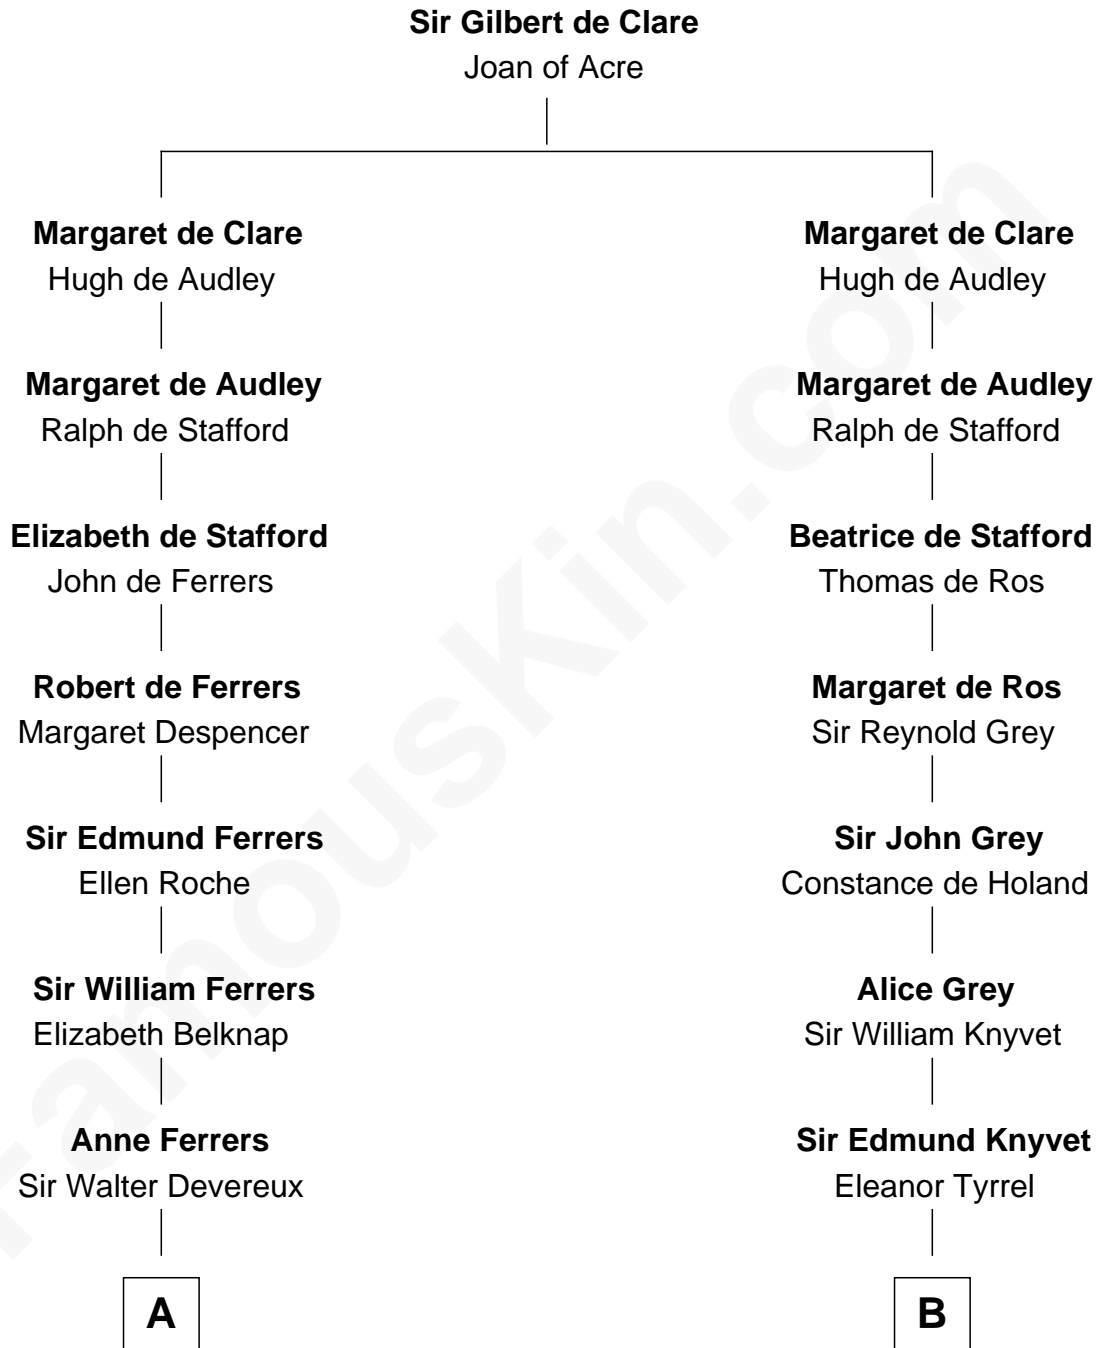 Sir Gilbert de Clare
Joan of Acre
Margaret de Clare
Hugh de Audley
Margaret de Audley
Ralph de Stafford
Elizabeth de Stafford
John de Ferrers
Robert de Ferrers
Margaret Despencer
Sir Edmund Ferrers
Ellen Roche
Sir William Ferrers
Elizabeth Belknap
Anne Ferrers
Sir Walter Devereux
A
Margaret de Clare
Hugh de Audley
Margaret de Audley
Ralph de Stafford
Beatrice de Stafford
Thomas de Ros
Margaret de Ros
Sir Reynold Grey
Sir John Grey
Constance de Holand
Alice Grey
Sir William Knyvet
Sir Edmund Knyvet
Eleanor Tyrrel
B
FamousKin.com